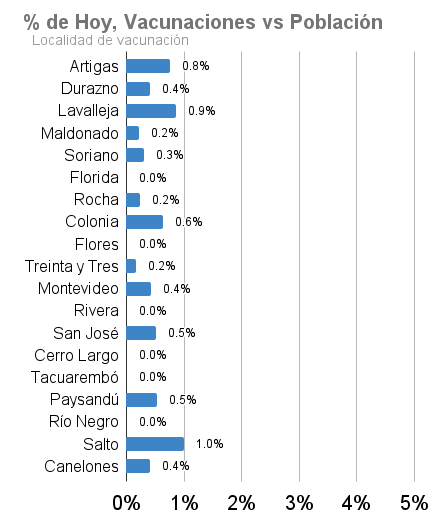 % de Hoy, Vacunaciones vs Población
Localidad de vacunación
Artigas 0.8%
Durazno 0.4%
Lavalleja 0.9%
Maldonado 0.2%
Soriano 0.3%
Florida 0.0%
Rocha 0.2%
Colonia 0.6%
Flores 0.0%
Treinta y Tres 0.2%
Montevideo 0.4%
Rivera 0.0%
San José 0.5%
Cerro Largo 0.0%
Tacuarembó 0.0%
Paysandú 0.5%
Río Negro 0.0%
Salto 1.0%
Canelones 0.4%
0% 1% 2% 3% 4% 5%